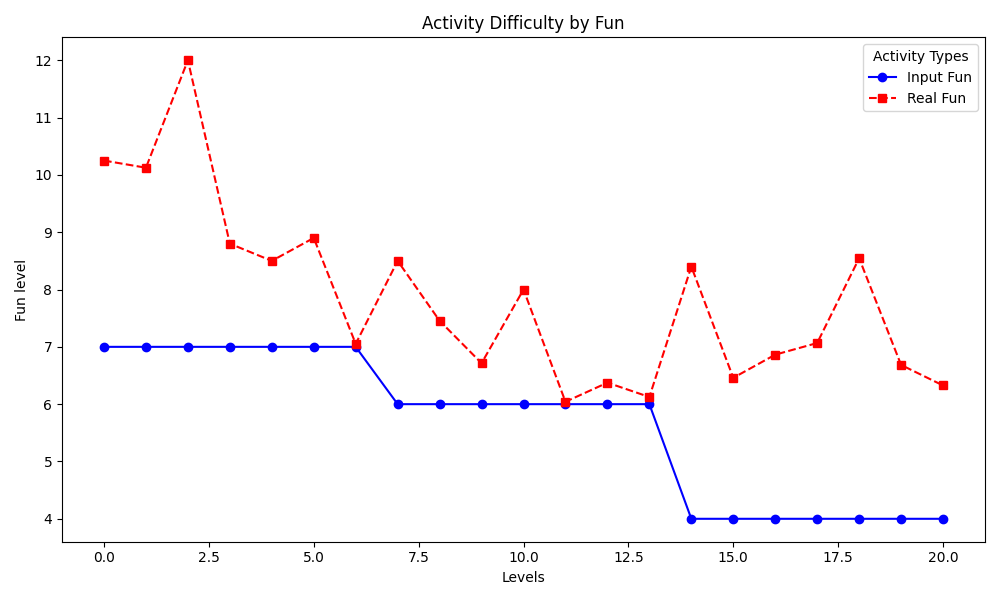 Activity Difficulty by Fun
Activity Types
Input Fun
Real Fun
Fun level
12
11
10
9
8
7
6
5
4
0.0 2.5 5.0 7.5 10.0 12.5 15.0 17.5 20.0
Levels